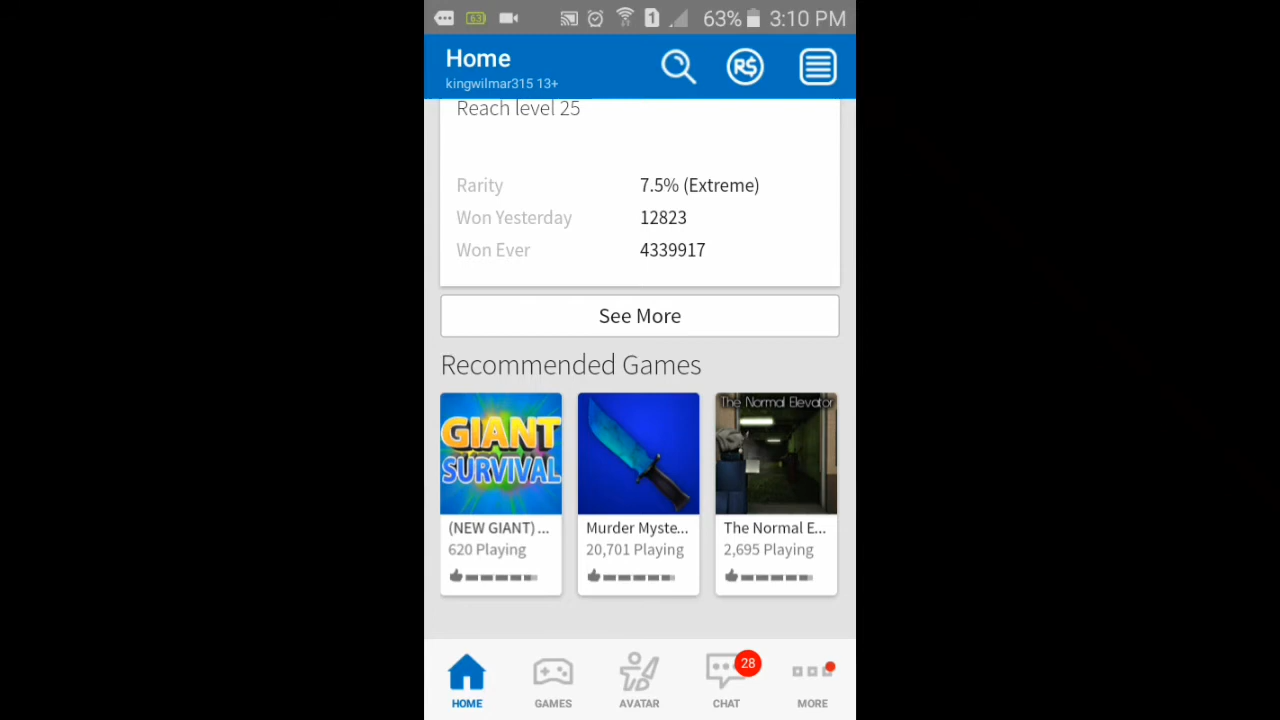 63
1
63%
3:10 PM
Home
R$
kingwilmar315 13+
Reach level 25
Rarity
7.5% (Extreme)
Won Yesterday
12823
Won Ever
4339917
See More
Recommended Games
GIANT
SURVIVAL
The Normal Elevator
(NEW GIANT) ...
Murder Myste...
The Normal E...
620 Playing
20,701 Playing
2,695 Playing
28
HOME
GAMES
AVATAR
CHAT
MORE